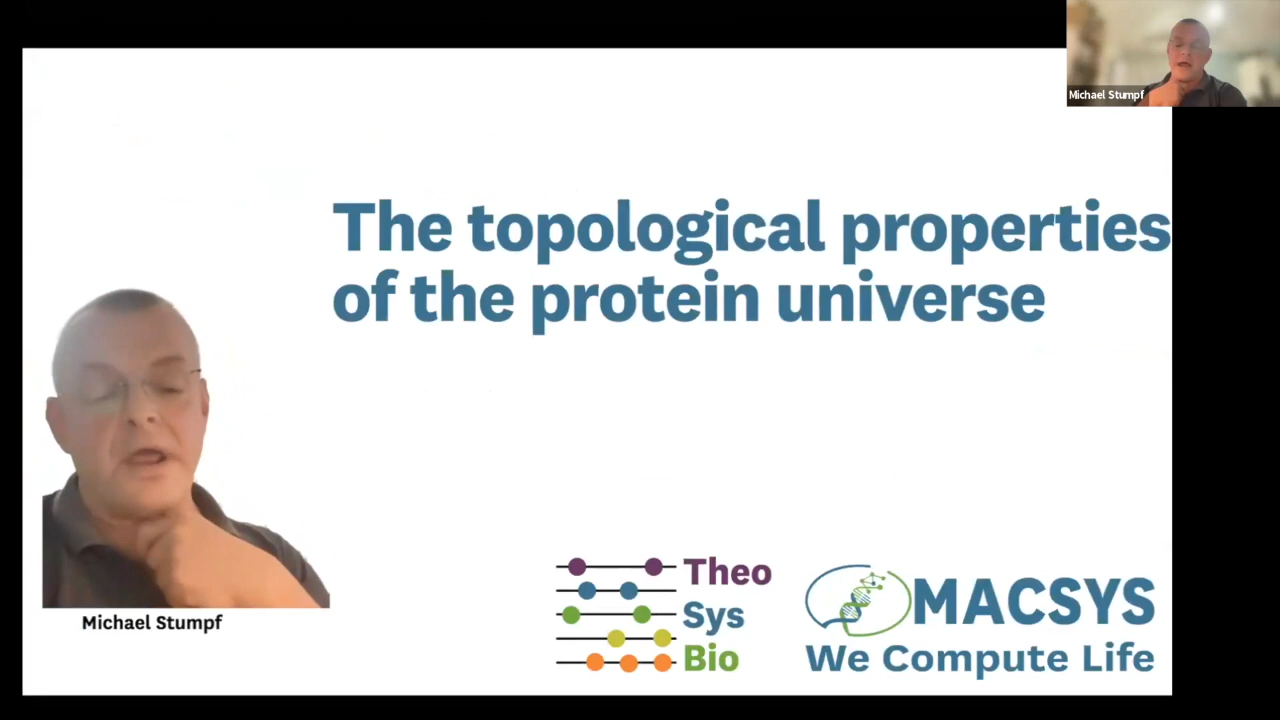 Michael Stumpf
The topological properties
of the protein universe
Michael Stumpf
Theo
Sys
Bio
MACSYS
We Compute Life